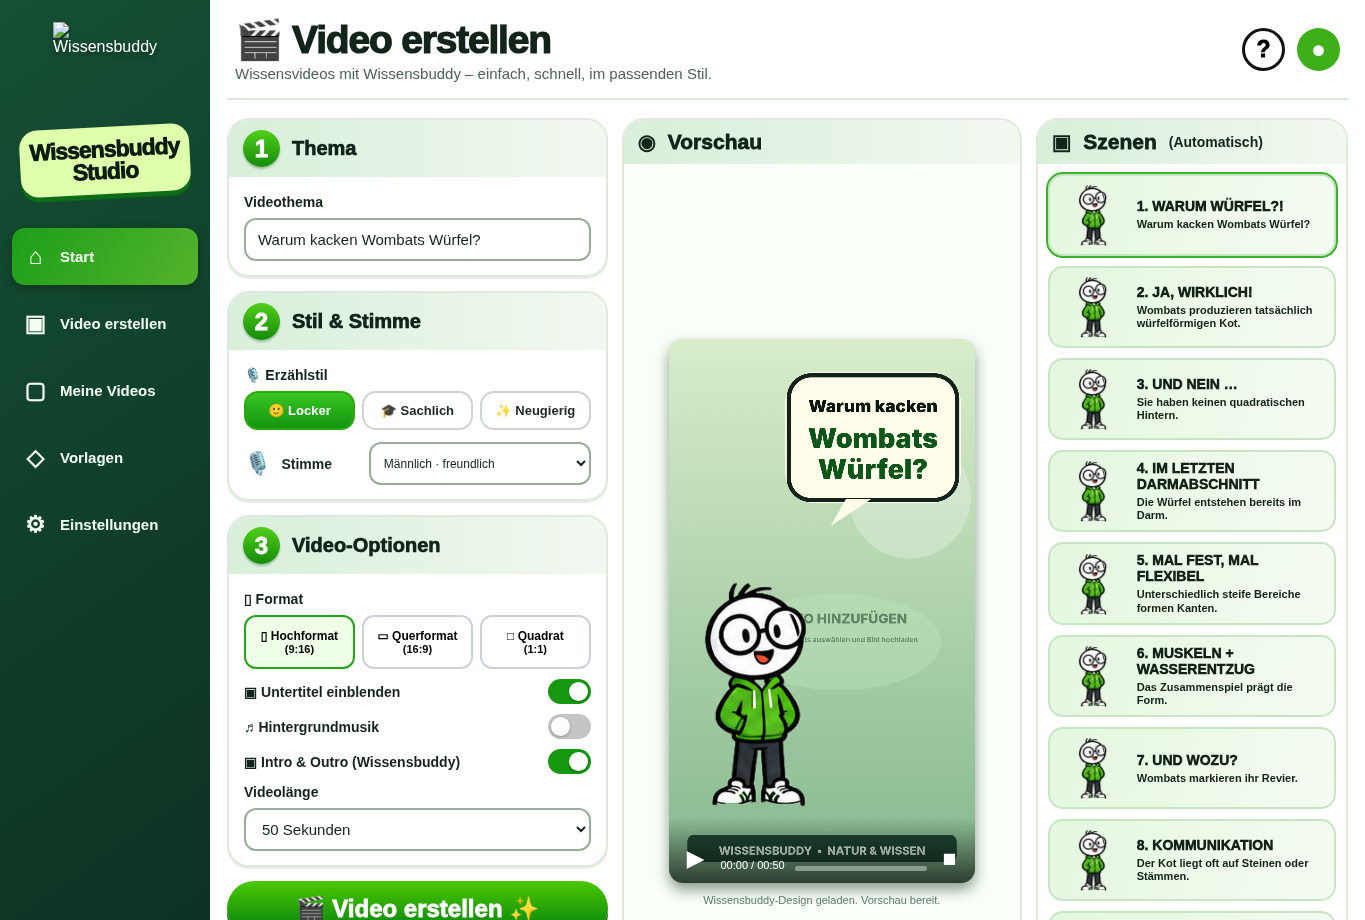 Wissensbuddy
Wissensbuddy
Studio
Start
Video erstellen
Meine Videos
Vorlagen
Einstellungen
🎬 Video erstellen
Wissensvideos mit Wissensbuddy – einfach, schnell, im passenden Stil.
?
1 Thema
Videothema
Warum kacken Wombats Würfel?
2 Stil & Stimme
🎙️ Erzählstil
🙂 Locker
🎓 Sachlich
✨ Neugierig
🎙️ Stimme
Männlich · freundlich
3 Video-Optionen
▯ Format
▯ Hochformat
(9:16)
▭ Querformat
(16:9)
□ Quadrat
(1:1)
▣ Untertitel einblenden
♬ Hintergrundmusik
▣ Intro & Outro (Wissensbuddy)
Videolänge
50 Sekunden
🎬 Video erstellen ✨
◉ Vorschau
Warum kacken
Wombats
Würfel?
O HINZUFÜGEN
ts auswählen und Bild hochladen
WISSENSBUDDY • NATUR & WISSEN
00:00 / 00:50
Wissensbuddy-Design geladen. Vorschau bereit.
▣ Szenen (Automatisch)
1. WARUM WÜRFEL?!
Warum kacken Wombats Würfel?
2. JA, WIRKLICH!
Wombats produzieren tatsächlich
würfelförmigen Kot.
3. UND NEIN …
Sie haben keinen quadratischen
Hintern.
4. IM LETZTEN
DARMABSCHNITT
Die Würfel entstehen bereits im
Darm.
5. MAL FEST, MAL
FLEXIBEL
Unterschiedlich steife Bereiche
formen Kanten.
6. MUSKELN +
WASSERENTZUG
Das Zusammenspiel prägt die
Form.
7. UND WOZU?
Wombats markieren ihr Revier.
8. KOMMUNIKATION
Der Kot liegt oft auf Steinen oder
Stämmen.